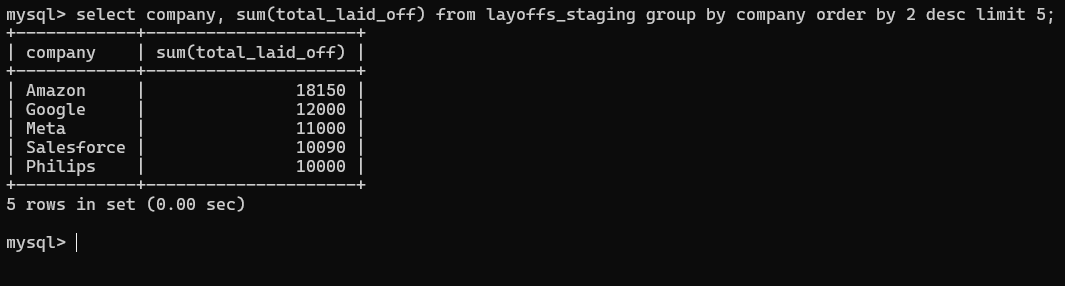 mysql> select company, sum(total_laid_off) from layoffs_staging group by company order by 2 desc limit 5;
+------------+---------------------+
| company    | sum(total_laid_off) |
+------------+---------------------+
| Amazon     |               18150 |
| Google     |               12000 |
| Meta       |               11000 |
| Salesforce |               10090 |
| Philips    |               10000 |
+------------+---------------------+
5 rows in set (0.00 sec)
mysql>